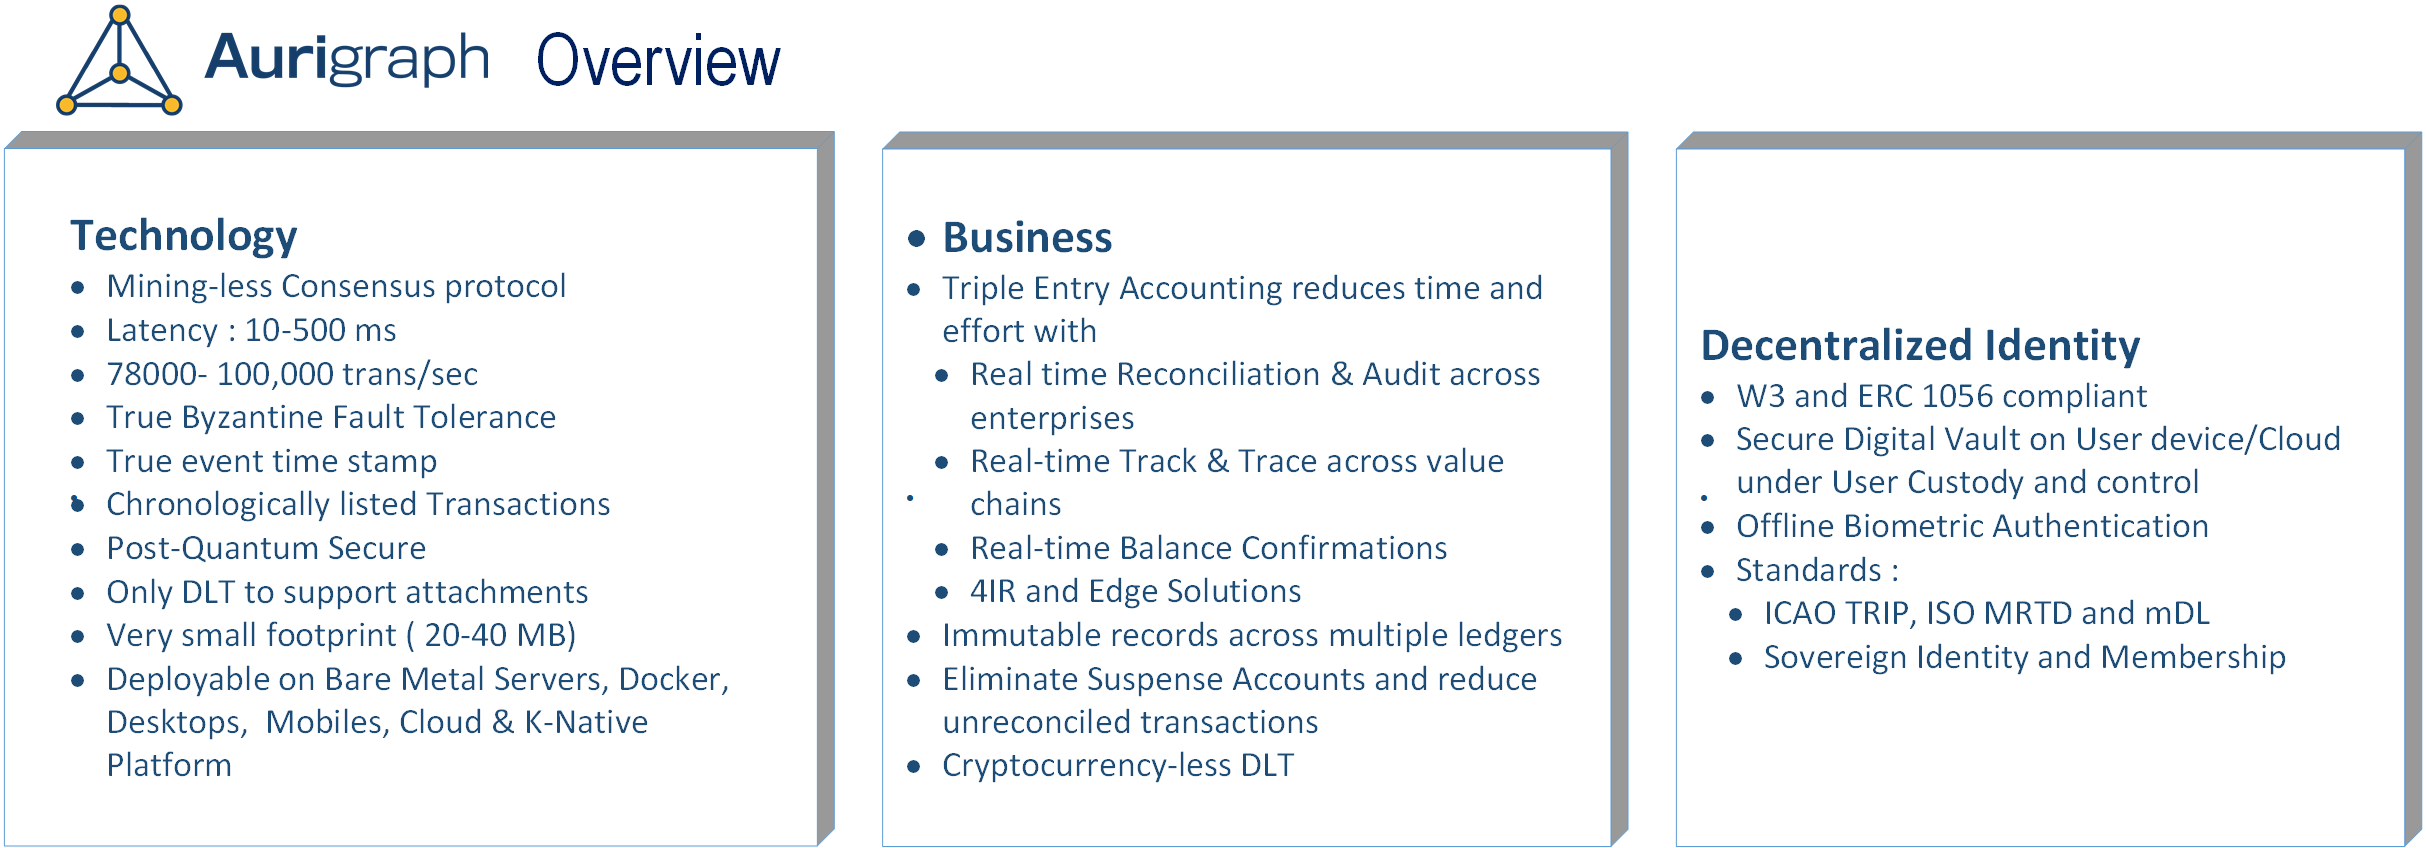 Aurigraph Overview
Technology
• Mining-less Consensus protocol
• Latency : 10-500 ms
• 78000- 100,000 trans/sec
• True Byzantine Fault Tolerance
• True event time stamp
• Chronologically listed Transactions
• Post-Quantum Secure
• Only DLT to support attachments
• Very small footprint ( 20-40 MB)
• Deployable on Bare Metal Servers, Docker,
Desktops,  Mobiles, Cloud & K-Native
Platform
• Business
• Triple Entry Accounting reduces time and
effort with
• Real time Reconciliation & Audit across
enterprises
• Real-time Track & Trace across value
chains
• Real-time Balance Confirmations
• 4IR and Edge Solutions
• Immutable records across multiple ledgers
• Eliminate Suspense Accounts and reduce
unreconciled transactions
• Cryptocurrency-less DLT
Decentralized Identity
• W3 and ERC 1056 compliant
• Secure Digital Vault on User device/Cloud
under User Custody and control
• Offline Biometric Authentication
• Standards :
• ICAO TRIP, ISO MRTD and mDL
• Sovereign Identity and Membership